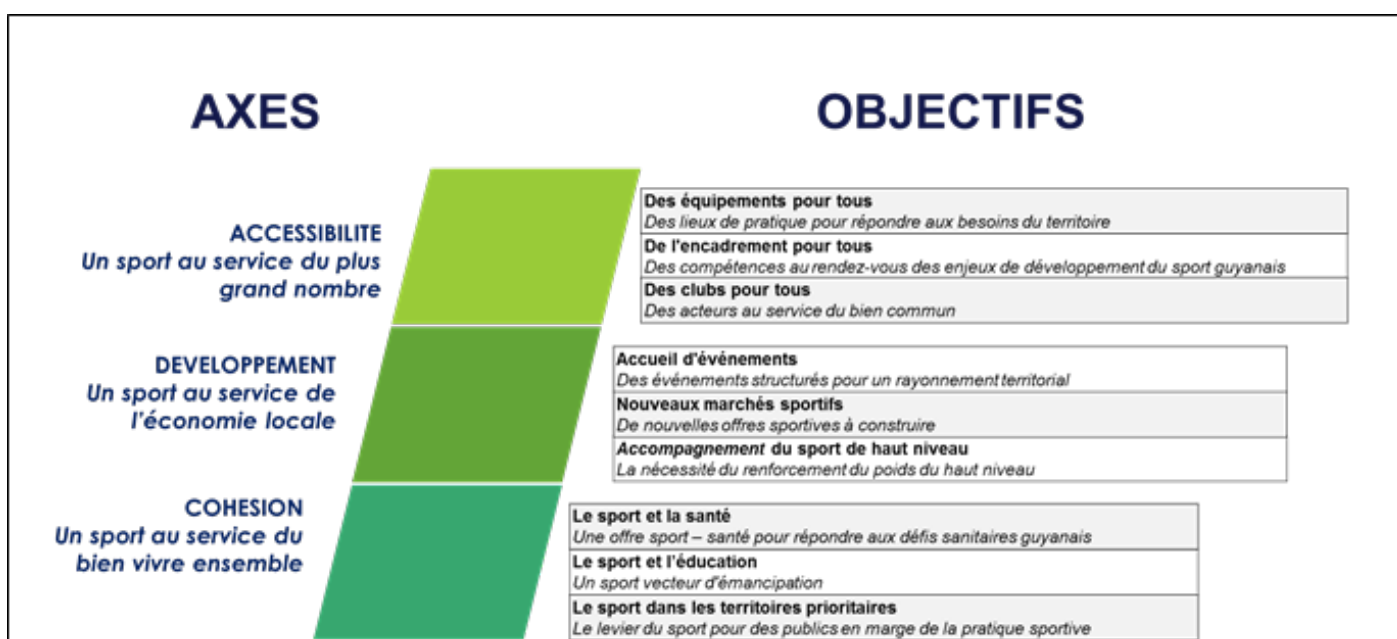 AXES
OBJECTIFS
ACCESSIBILITE
Un sport au service du plus
grand nombre
Des équipements pour tous
Des lieux de pratique pour répondre aux besoins du territoire
De l'encadrement pour tous
Des compétences au rendez-vous des enjeux de développement du sport guyanais
Des clubs pour tous
Des acteurs au service du bien commun
DEVELOPPEMENT
Un sport au service de
l'économie locale
Accueil d'événements
Des événements structurés pour un rayonnement territorial
Nouveaux marchés sportifs
De nouvelles offres sportives à construire
Accompagnement du sport de haut niveau
La nécessité du renforcement du poids du haut niveau
COHESION
Un sport au service du
bien vivre ensemble
Le sport et la santé
Une offre sport – santé pour répondre aux défis sanitaires guyanais
Le sport et l'éducation
Un sport vecteur d'émancipation
Le sport dans les territoires prioritaires
Le levier du sport pour des publics en marge de la pratique sportive